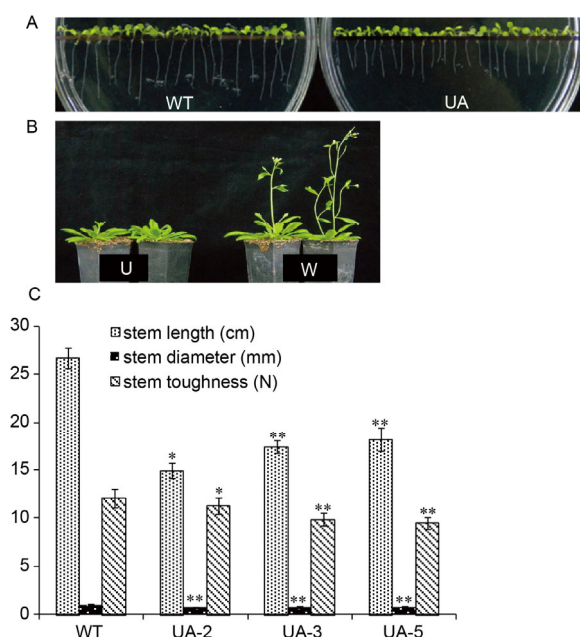 A
WT UA
B
U W
C
30
stem length (cm)
25
stem diameter (mm)
stem toughness (N)
20
** **
15
* *
10
** **
5
** ** **
0
WT UA-2 UA-3 UA-5